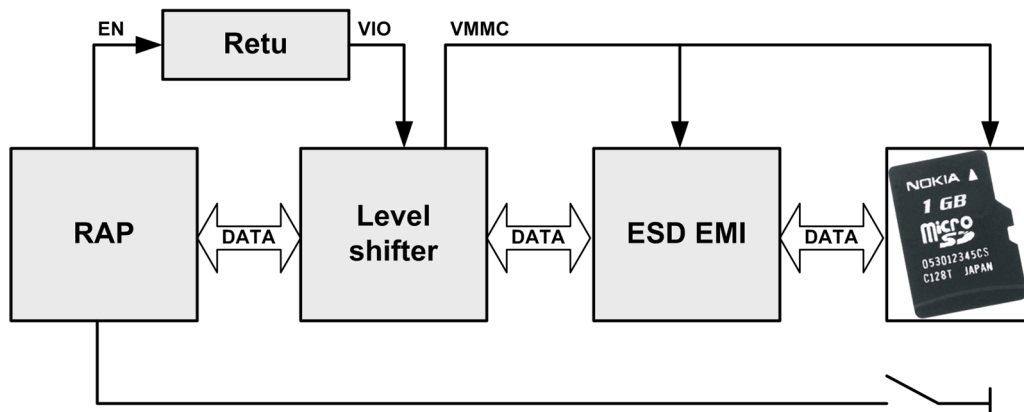 EN
Retu
VIO
VMMC
RAP
DATA
Level
shifter
DATA
ESD EMI
DATA
NOKIA
1 GB
Micro
SD
053012345CS
C128T JAPAN